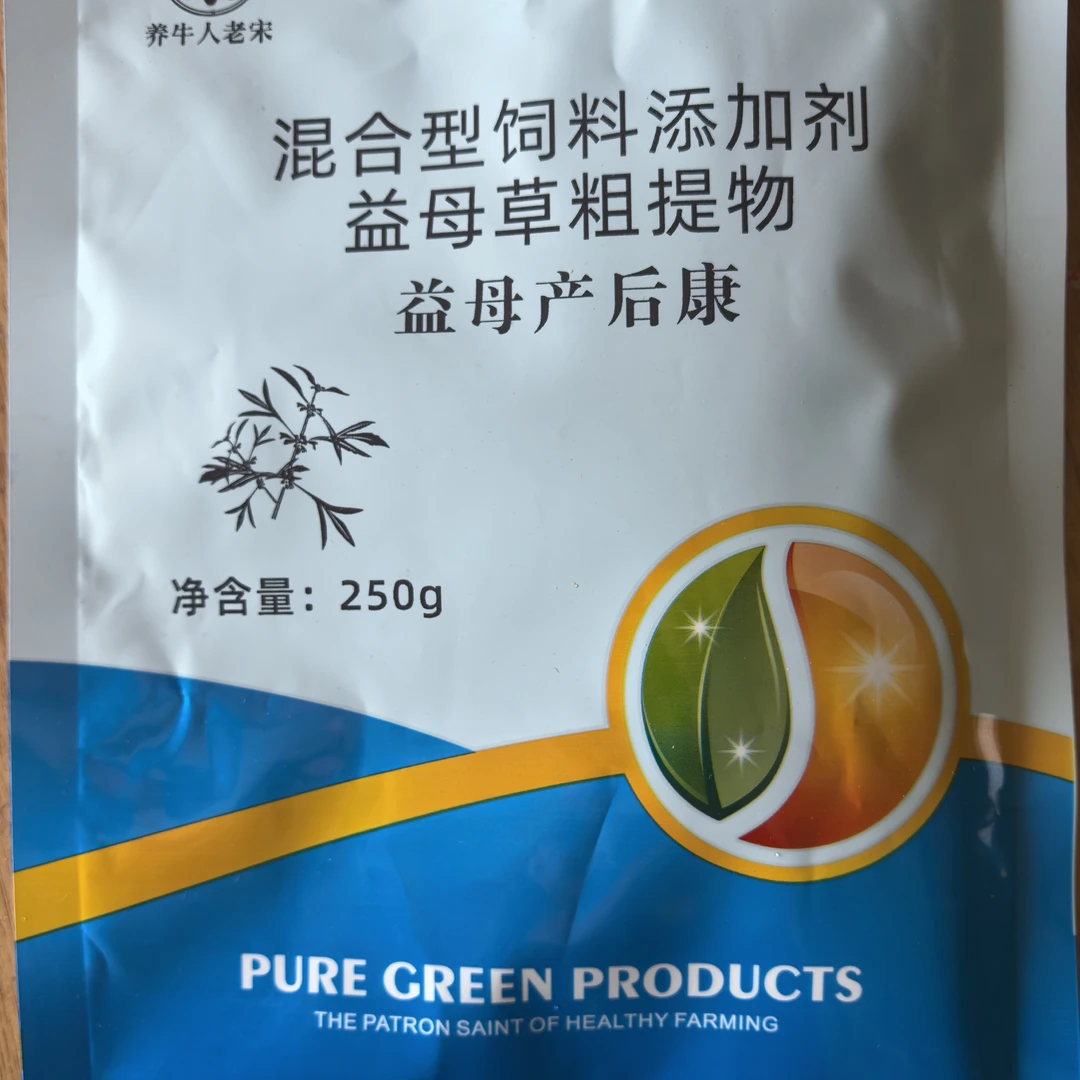 养牛人老宋
混合型饲料添加剂
益母草粗提物
益母产后康
净含量：250g
PURE GREEN PRODUCTS
THE PATRON SAINT OF HEALTHY FARMING